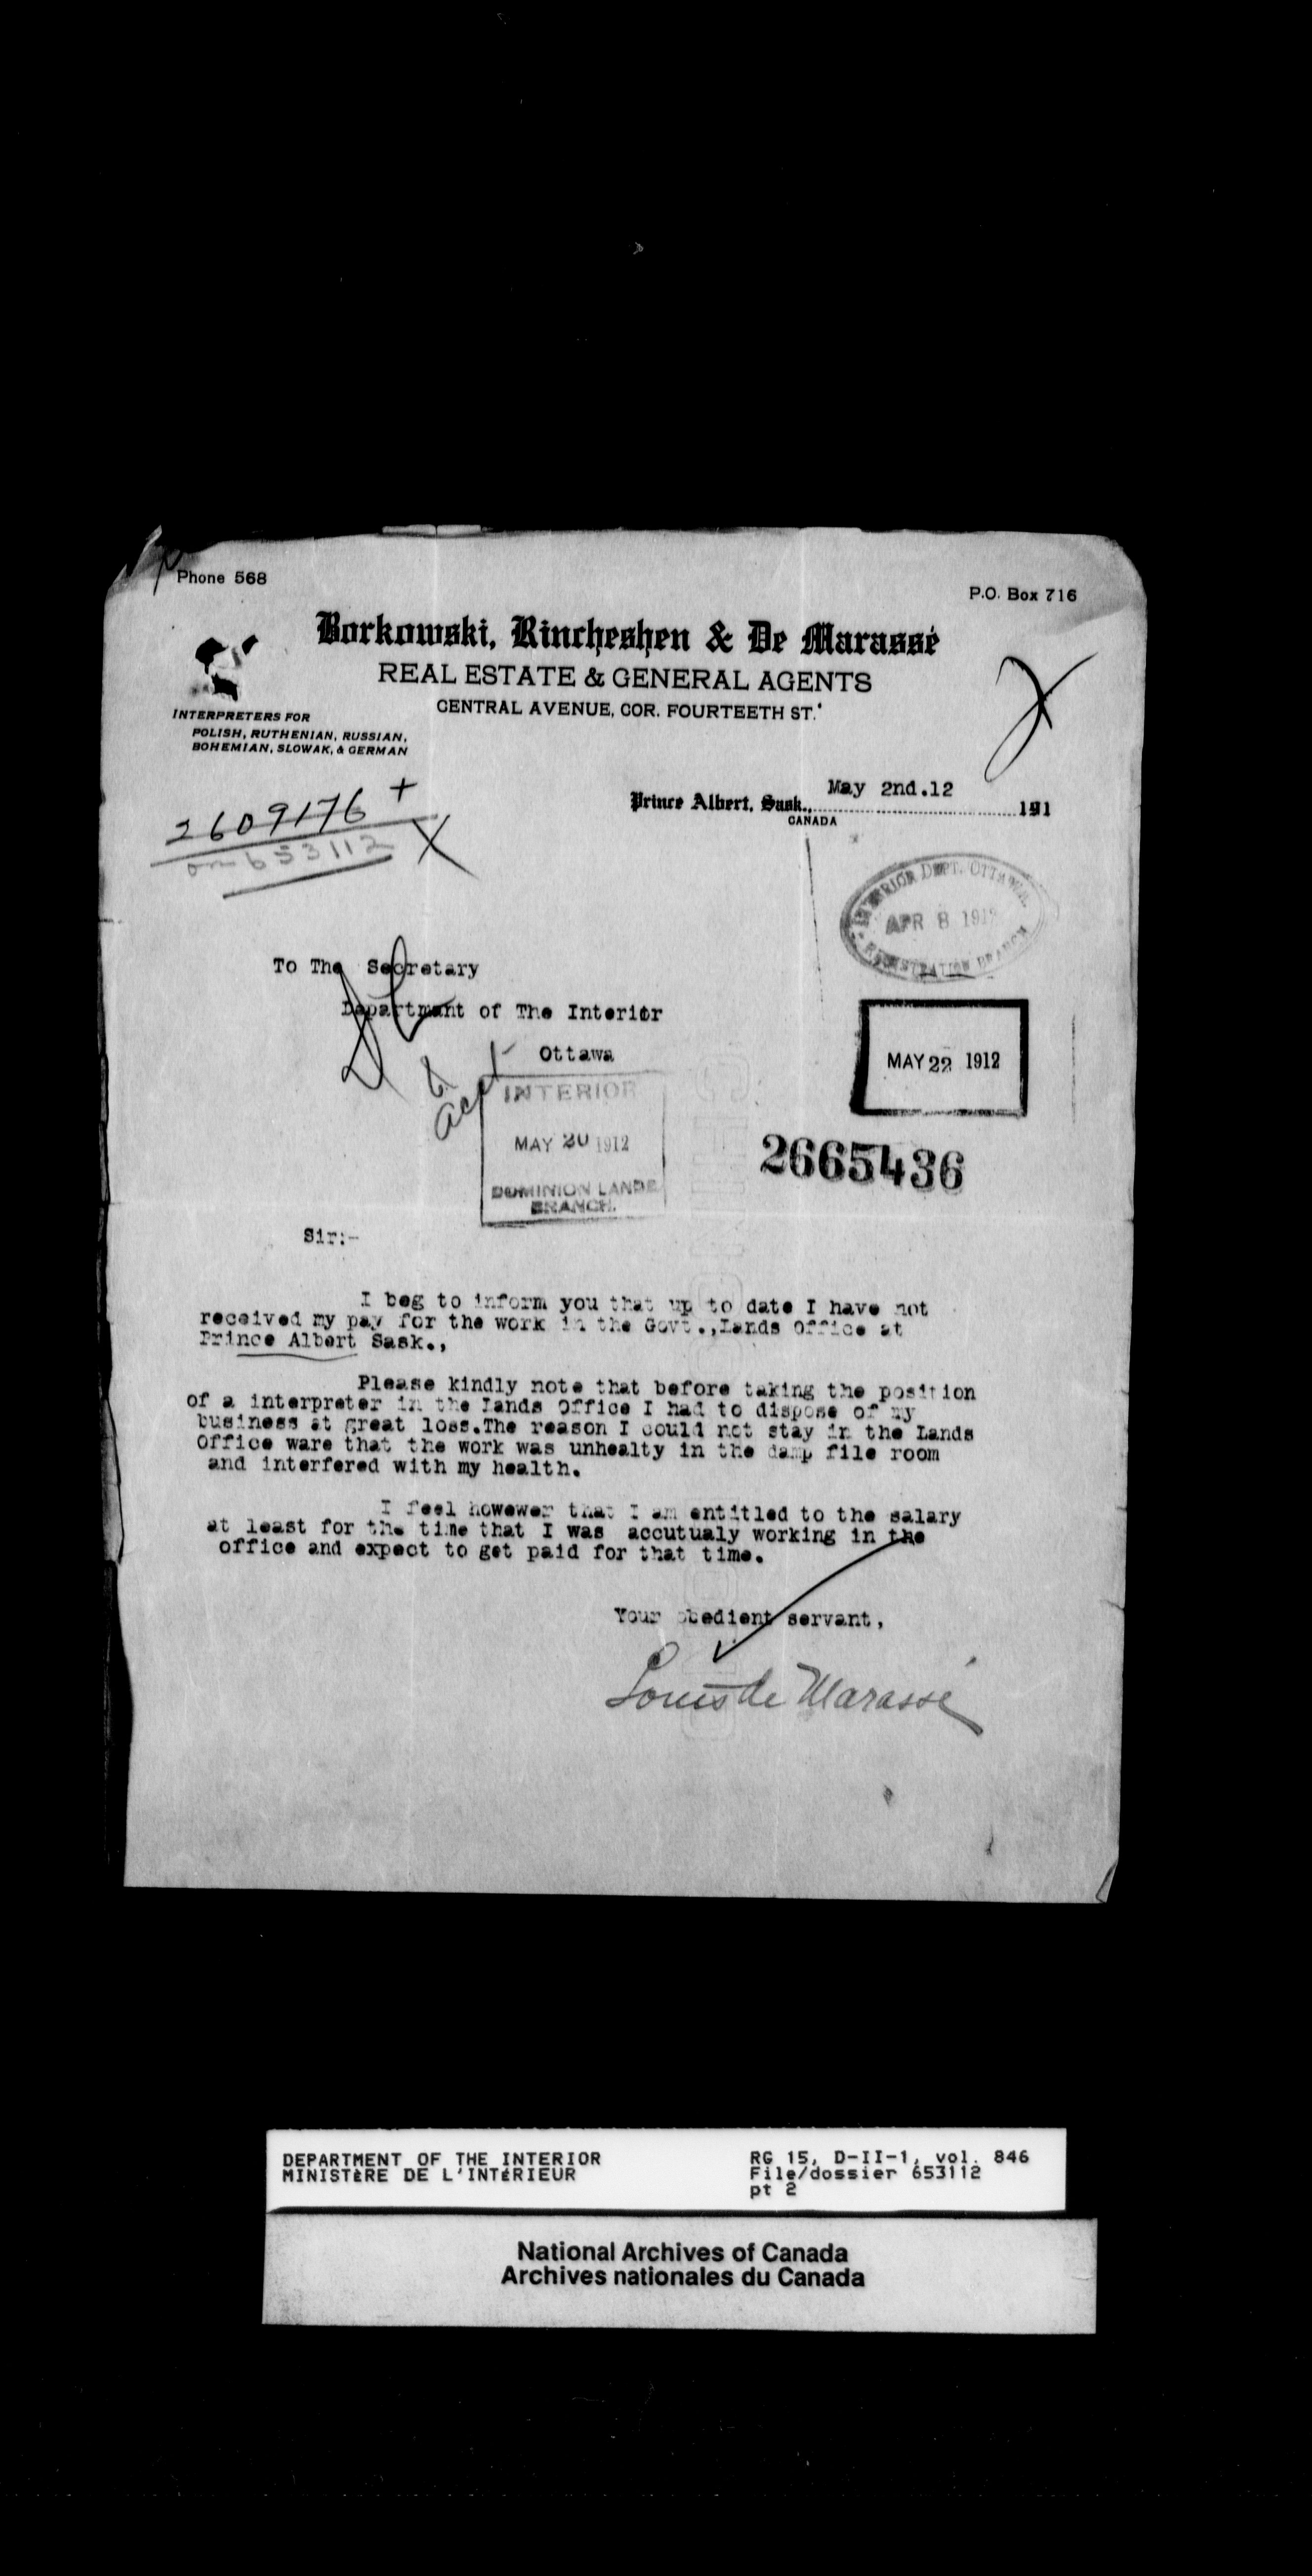 Phone 568
P.O. Box 716
Borkowski, Rincheshen & De Marassé
REAL ESTATE & GENERAL AGENTS
CENTRAL AVENUE, COR. FOURTEETH ST.
INTERPRETERS FOR
POLISH, RUTHENIAN, RUSSIAN,
BOHEMIAN, SLOWAK, & GERMAN
2609176 +
on 653112 X
May 2nd.12
Prince Albert, Sask., 191
CANADA
INTERIOR DEPT. OTTAWA.
APR 8 1912
REGISTRATION BRANCH
To The Secretary
Department of The Interior
Ottawa
MAY 22 1912
INTERIOR
MAY 20 1912
DOMINION LANDS
BRANCH.
2665436
Sir:-
I beg to inform you that up to date I have not
received my pay for the work in the Govt.,Lands Office at
Prince Albert Sask.,
Please kindly note that before taking the position
of a interpreter in the Lands Office I had to dispose of my
business at great loss.The reason I could not stay in the Lands
Office ware that the work was unhealty in the damp file room
and interfered with my health.
I feel howewer that I am entitled to the salary
at least for the time that I was accutualy working in the
office and expect to get paid for that time.
Your obedient servant,
Louis de Marassé
DEPARTMENT OF THE INTERIOR
MINISTÈRE DE L'INTÉRIEUR
RG 15, D-II-1, vol. 846
File/dossier 653112
pt 2
National Archives of Canada
Archives nationales du Canada